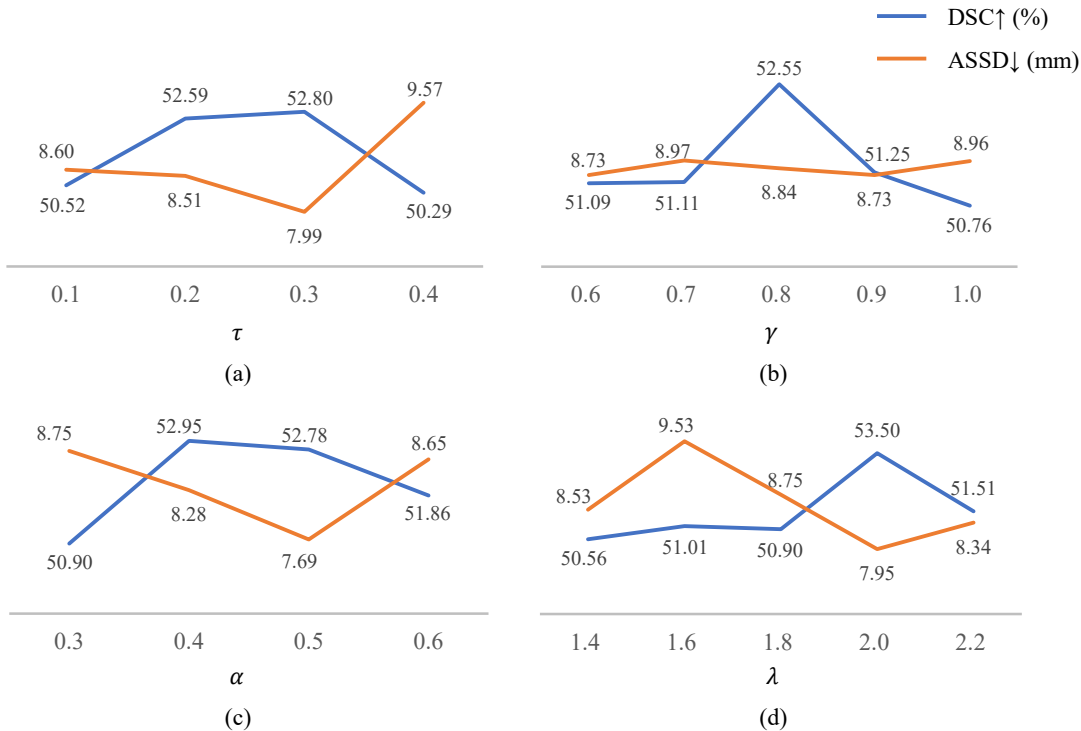 DSC↑ (%)
ASSD↓ (mm)
8.60 52.59 52.80 9.57
50.52 8.51 7.99 50.29
0.1 0.2 0.3 0.4
τ
(a)
8.73 8.97 52.55 51.25 8.96
51.09 51.11 8.84 8.73 50.76
0.6 0.7 0.8 0.9 1.0
γ
(b)
8.75 52.95 52.78 8.65
50.90 8.28 7.69 51.86
0.3 0.4 0.5 0.6
α
(c)
8.53 9.53 8.75 53.50 51.51
50.56 51.01 50.90 7.95 8.34
1.4 1.6 1.8 2.0 2.2
λ
(d)